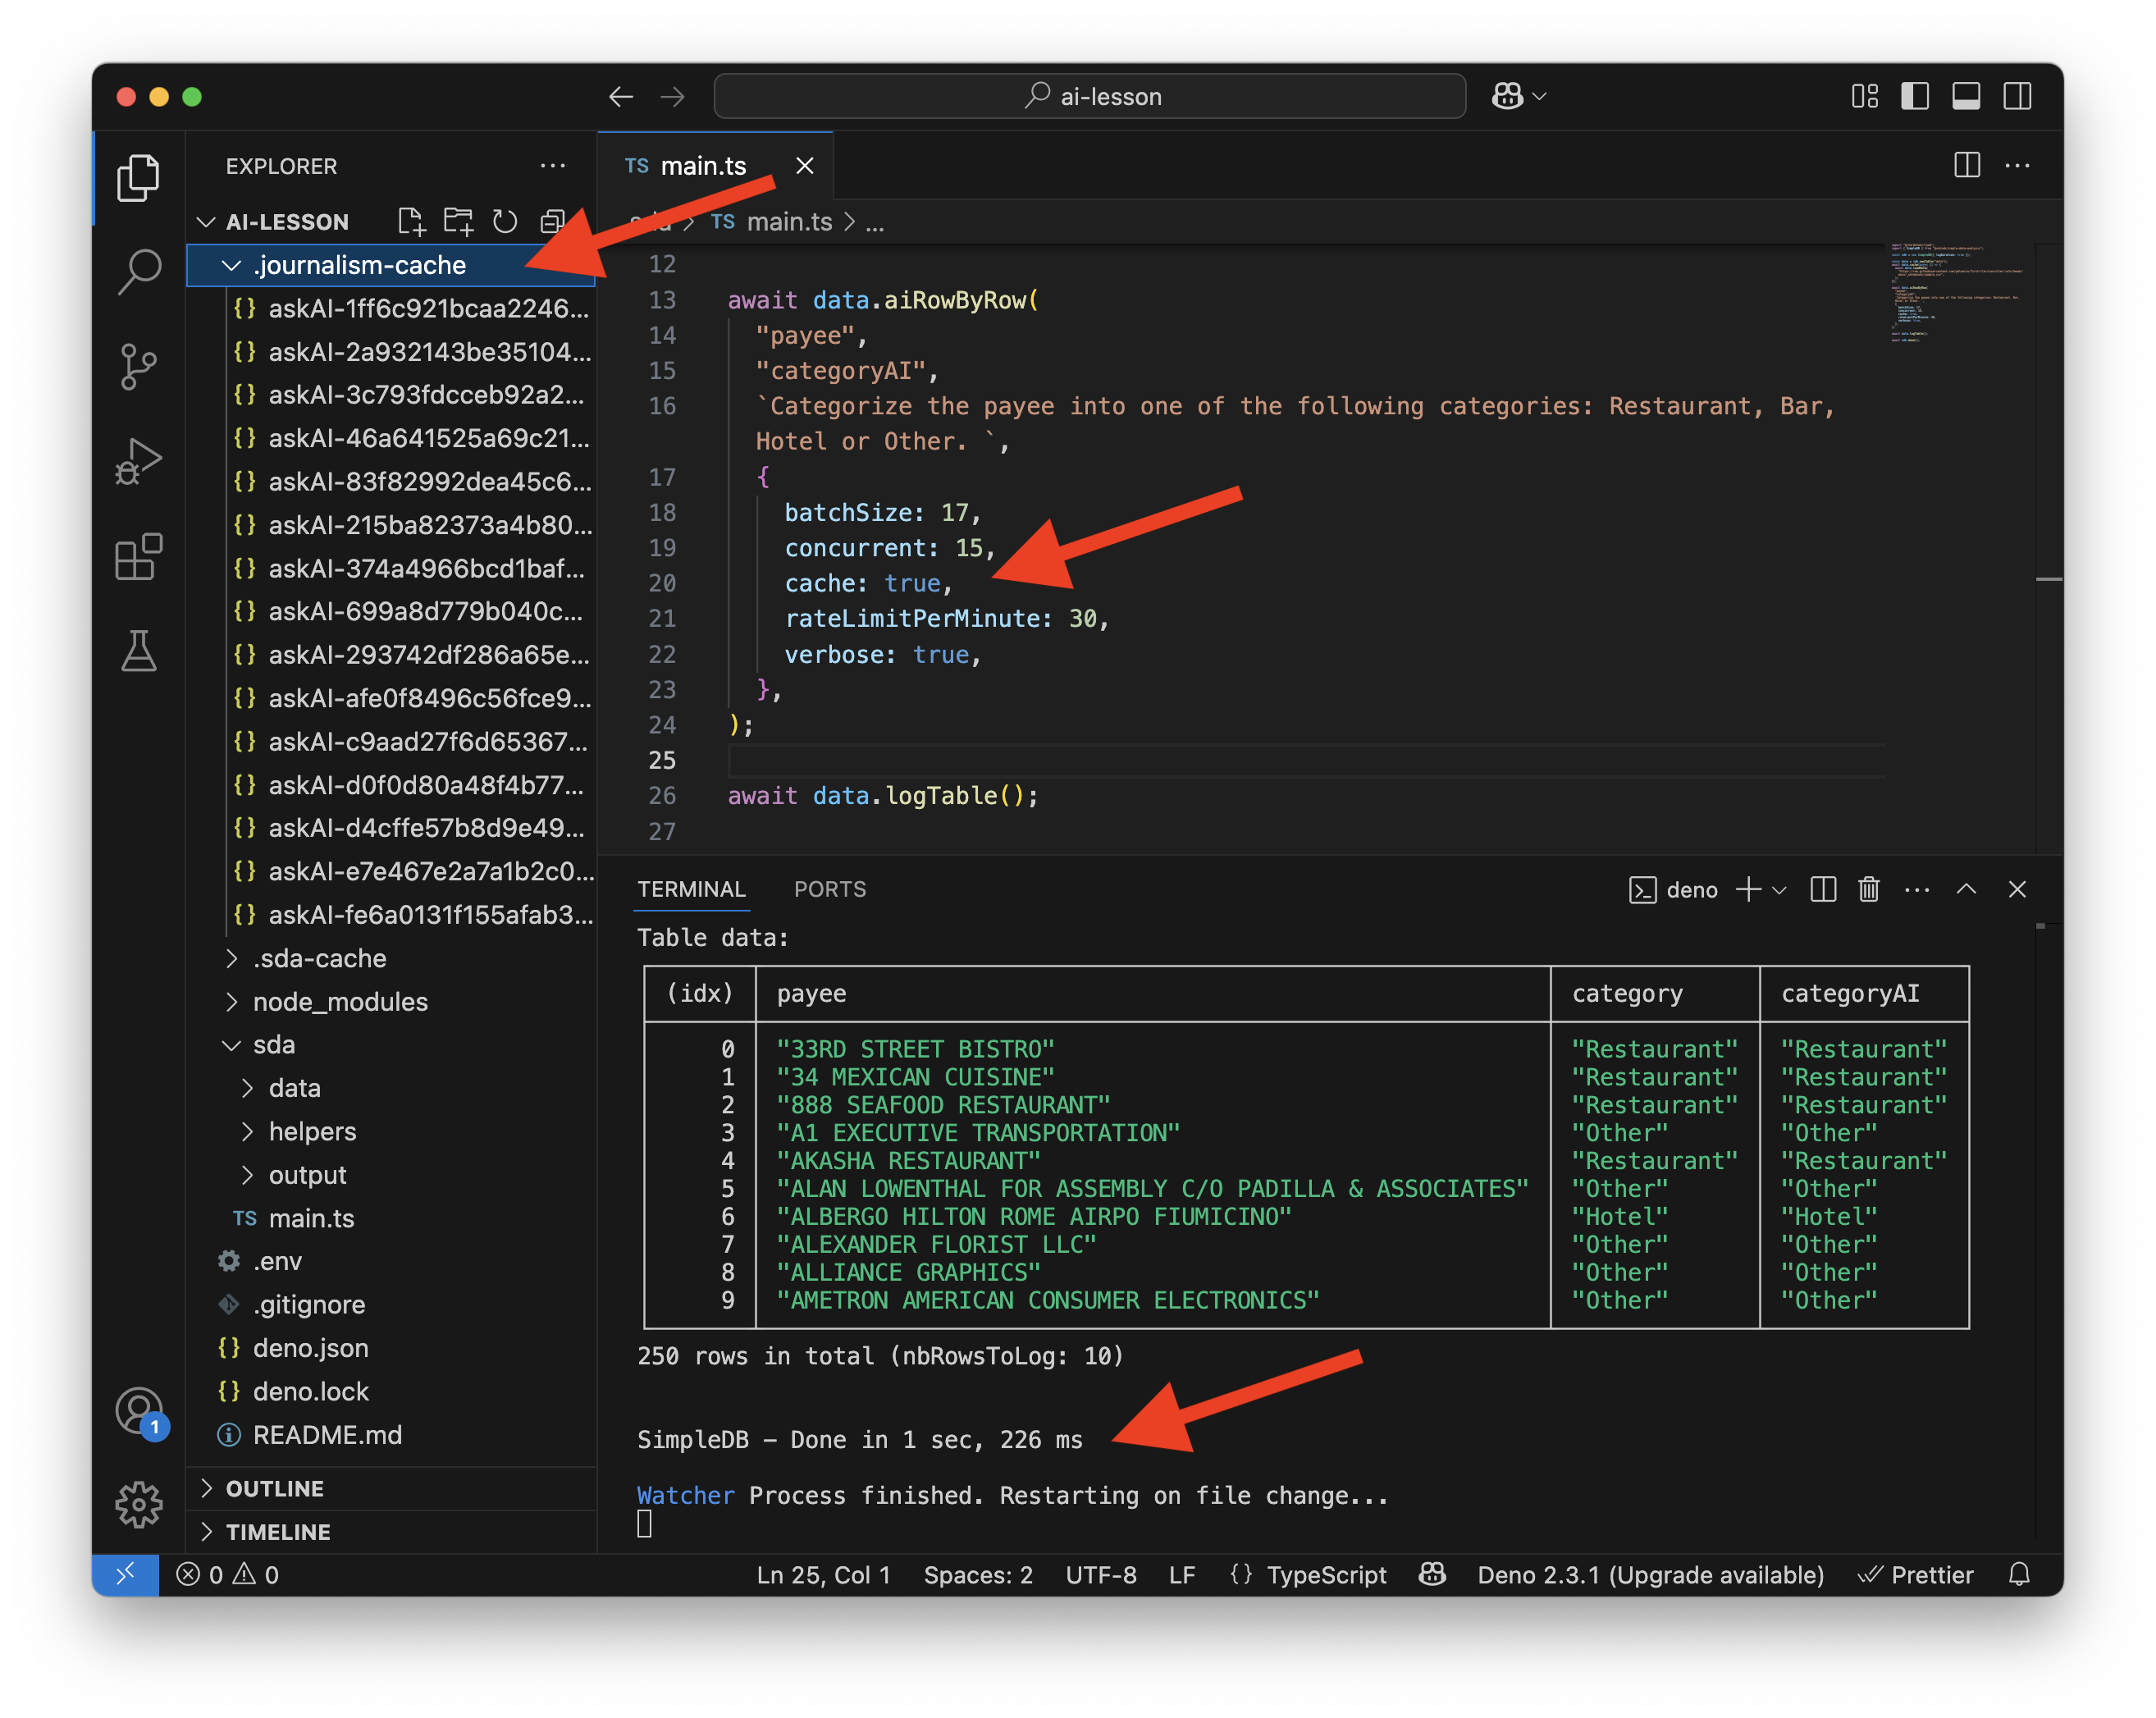 ai-lesson
EXPLORER
AI-LESSON
.journalism-cache
{} askAI-1ff6c921bcaa2246...
{} askAI-2a932143be35104...
{} askAI-3c793fdcceb92a2...
{} askAI-46a641525a69c21...
{} askAI-83f82992dea45c6...
{} askAI-215ba82373a4b80...
{} askAI-374a4966bcd1baf...
{} askAI-699a8d779b040c...
{} askAI-293742df286a65e...
{} askAI-afe0f8496c56fce9...
{} askAI-c9aad27f6d65367...
{} askAI-d0f0d80a48f4b77...
{} askAI-d4cffe57b8d9e49...
{} askAI-e7e467e2a7a1b2c0...
{} askAI-fe6a0131f155afab3...
.sda-cache
node_modules
sda
data
helpers
output
TS main.ts
.env
.gitignore
{} deno.json
{} deno.lock
README.md
OUTLINE
TIMELINE
1
TS main.ts
TS main.ts > ...
12
13 await data.aiRowByRow(
14 "payee",
15 "categoryAI",
16 `Categorize the payee into one of the following categories: Restaurant, Bar,
Hotel or Other. `,
17 {
18 batchSize: 17,
19 concurrent: 15,
20 cache: true,
21 rateLimitPerMinute: 30,
22 verbose: true,
23 },
24 );
25
26 await data.logTable();
27
TERMINAL PORTS
deno
Table data:
(idx) payee category categoryAI
0 "33RD STREET BISTRO" "Restaurant" "Restaurant"
1 "34 MEXICAN CUISINE" "Restaurant" "Restaurant"
2 "888 SEAFOOD RESTAURANT" "Restaurant" "Restaurant"
3 "A1 EXECUTIVE TRANSPORTATION" "Other" "Other"
4 "AKASHA RESTAURANT" "Restaurant" "Restaurant"
5 "ALAN LOWENTHAL FOR ASSEMBLY C/O PADILLA & ASSOCIATES" "Other" "Other"
6 "ALBERGO HILTON ROME AIRPO FIUMICINO" "Hotel" "Hotel"
7 "ALEXANDER FLORIST LLC" "Other" "Other"
8 "ALLIANCE GRAPHICS" "Other" "Other"
9 "AMETRON AMERICAN CONSUMER ELECTRONICS" "Other" "Other"
250 rows in total (nbRowsToLog: 10)
SimpleDB – Done in 1 sec, 226 ms
Watcher Process finished. Restarting on file change...
0 0
Ln 25, Col 1 Spaces: 2 UTF-8 LF {} TypeScript Deno 2.3.1 (Upgrade available) Prettier